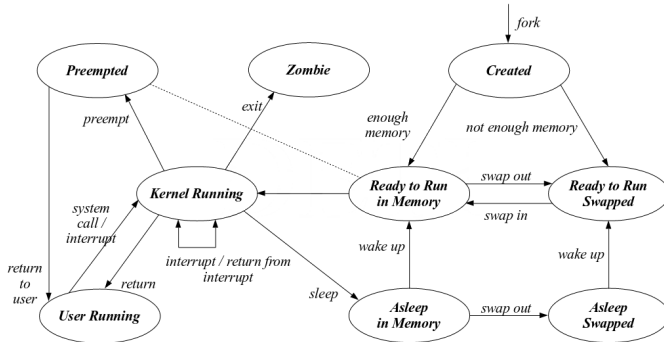 fork
Preempted
Zombie
Created
preempt
exit
enough
memory
not enough memory
Kernel Running
Ready to Run
in Memory
swap out
swap in
Ready to Run
Swapped
system
call /
interrupt
interrupt / return from
interrupt
wake up
wake up
return
to
user
return
sleep
User Running
Asleep
in Memory
swap out
Asleep
Swapped